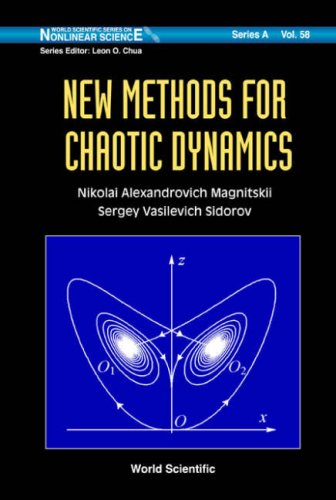 WORLD SCIENTIFIC SERIES ON
NONLINEAR SCIENCE
Series A Vol. 58
Series Editor: Leon O. Chua
NEW METHODS FOR
CHAOTIC DYNAMICS
Nikolai Alexandrovich Magnitskii
Sergey Vasilevich Sidorov
z
O1 O2
O x
World Scientific